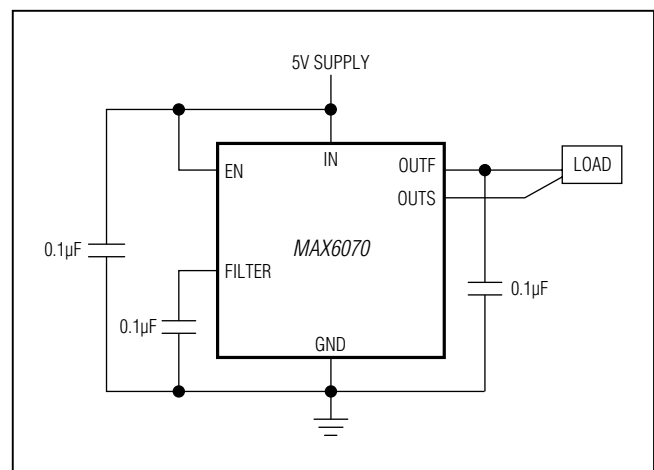 5V SUPPLY
IN
EN
OUTF
LOAD
OUTS
MAX6070
0.1µF
FILTER
0.1µF
0.1µF
GND